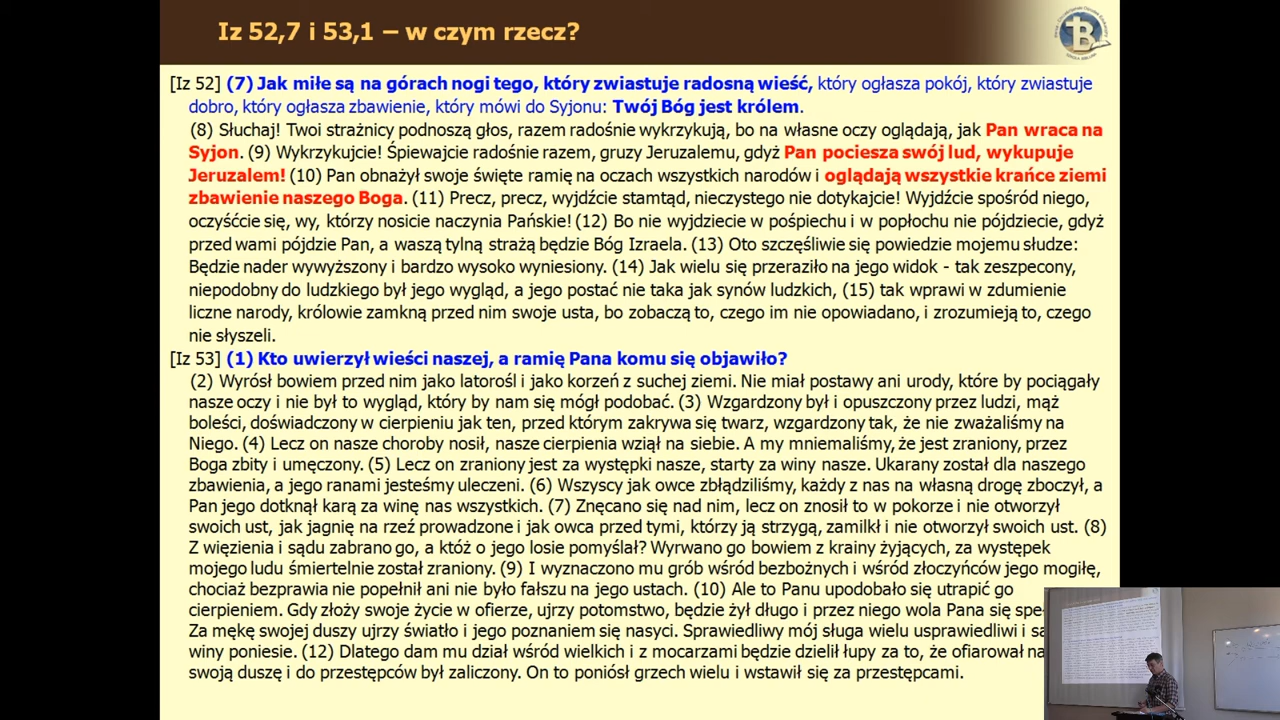 Iz 52,7 i 53,1 – w czym rzecz?
[Iz 52] (7) Jak miłe są na górach nogi tego, który zwiastuje radosną wieść, który ogłasza pokój, który zwiastuje
dobro, który ogłasza zbawienie, który mówi do Syjonu: Twój Bóg jest królem.
(8) Słuchaj! Twoi strażnicy podnoszą głos, razem radośnie wykrzykują, bo na własne oczy oglądają, jak Pan wraca na
Syjon. (9) Wykrzykujcie! Śpiewajcie radośnie razem, gruzy Jeruzalemu, gdyż Pan pociesza swój lud, wykupuje
Jeruzalem! (10) Pan obnażył swoje święte ramię na oczach wszystkich narodów i oglądają wszystkie krańce ziemi
zbawienie naszego Boga. (11) Precz, precz, wyjdźcie stamtąd, nieczystego nie dotykajcie! Wyjdźcie spośród niego,
oczyśćcie się, wy, którzy nosicie naczynia Pańskie! (12) Bo nie wyjdziecie w pośpiechu i w popłochu nie pójdziecie, gdyż
przed wami pójdzie Pan, a waszą tylną strażą będzie Bóg Izraela. (13) Oto szczęśliwie się powiedzie mojemu słudze:
Będzie nader wywyższony i bardzo wysoko wyniesiony. (14) Jak wielu się przeraziło na jego widok - tak zeszpecony,
niepodobny do ludzkiego był jego wygląd, a jego postać nie taka jak synów ludzkich, (15) tak wprawi w zdumienie
liczne narody, królowie zamkną przed nim swoje usta, bo zobaczą to, czego im nie opowiadano, i zrozumieją to, czego
nie słyszeli.
[Iz 53] (1) Kto uwierzył wieści naszej, a ramię Pana komu się objawiło?
(2) Wyrósł bowiem przed nim jako latorośl i jako korzeń z suchej ziemi. Nie miał postawy ani urody, które by pociągały
nasze oczy i nie był to wygląd, który by nam się mógł podobać. (3) Wzgardzony był i opuszczony przez ludzi, mąż
boleści, doświadczony w cierpieniu jak ten, przed którym zakrywa się twarz, wzgardzony tak, że nie zważaliśmy na
Niego. (4) Lecz on nasze choroby nosił, nasze cierpienia wziął na siebie. A my mniemaliśmy, że jest zraniony, przez
Boga zbity i umęczony. (5) Lecz on zraniony jest za występki nasze, starty za winy nasze. Ukarany został dla naszego
zbawienia, a jego ranami jesteśmy uleczeni. (6) Wszyscy jak owce zbłądziliśmy, każdy z nas na własną drogę zboczył, a
Pan jego dotknął karą za winę nas wszystkich. (7) Znęcano się nad nim, lecz on znosił to w pokorze i nie otworzył
swoich ust, jak jagnię na rzeź prowadzone i jak owca przed tymi, którzy ją strzygą, zamilkł i nie otworzył swoich ust. (8)
Z więzienia i sądu zabrano go, a któż o jego losie pomyślał? Wyrwano go bowiem z krainy żyjących, za występek
mojego ludu śmiertelnie został zraniony. (9) I wyznaczono mu grób wśród bezbożnych i wśród złoczyńców jego mogiłę,
chociaż bezprawia nie popełnił ani nie było fałszu na jego ustach. (10) Ale to Panu upodobało się utrapić go
cierpieniem. Gdy złoży swoje życie w ofierze, ujrzy potomstwo, będzie żył długo i przez niego wola Pana się
Za mękę swojej duszy ujrzy światło i jego poznaniem się nasyci. Sprawiedliwy mój sługa wielu usprawiedliwi i
winy poniesie. (12) Dlatego dam mu dział wśród wielkich i z mocarzami będzie dzielił łupy za to, że ofiarował
swoją duszę i do przestępców był zaliczony. On to poniósł grzech wielu i wstawił się za przestępcami.